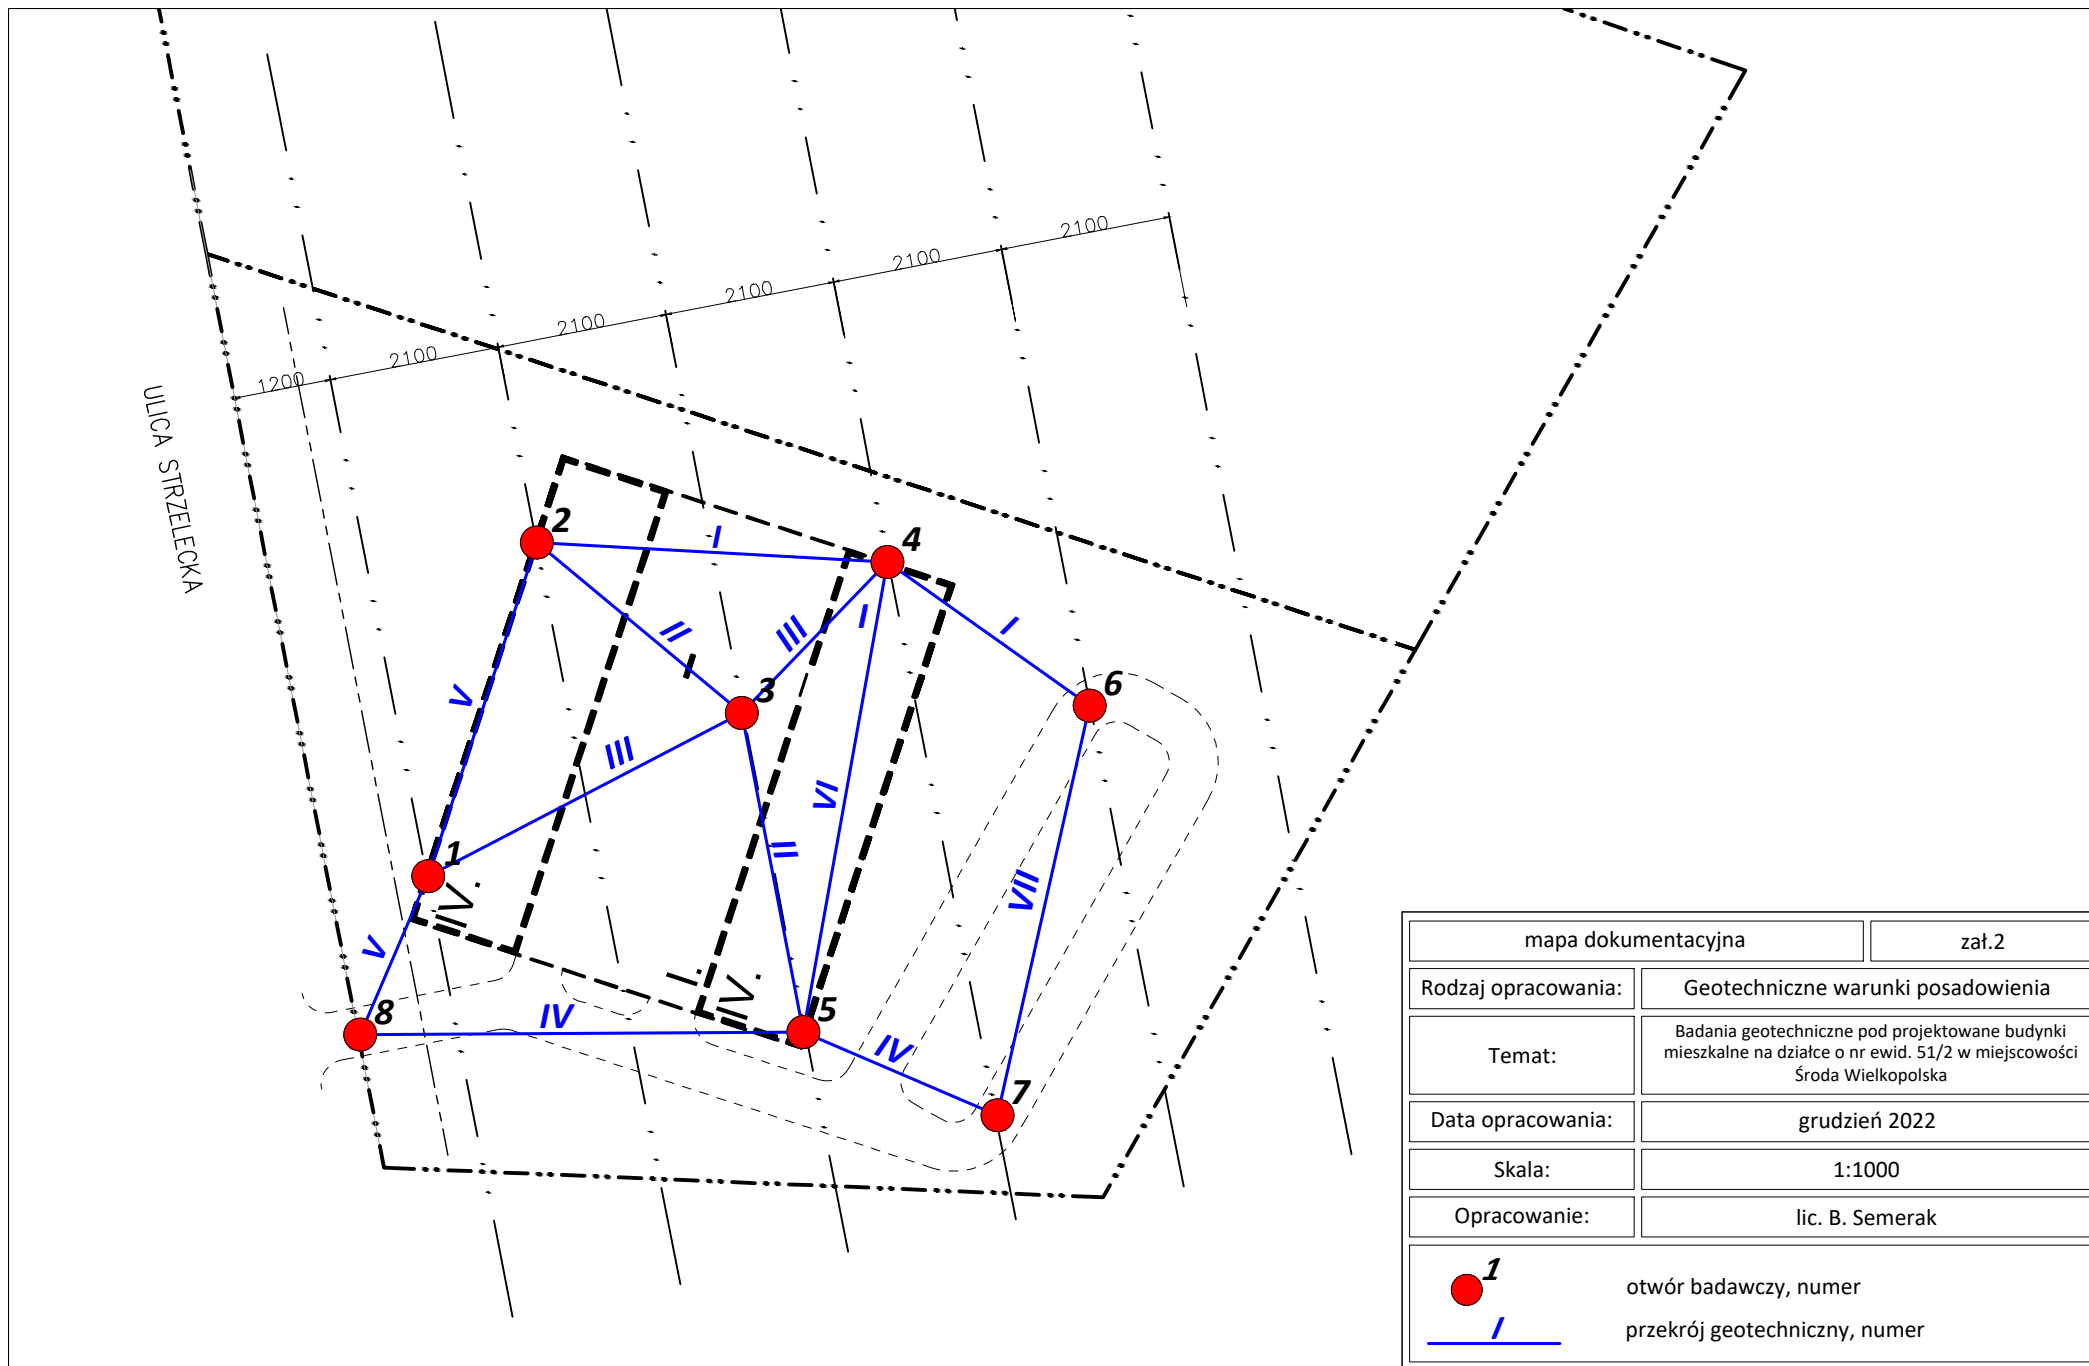 2100
2100
2100
2100
2100
1200
ULICA STRZELECKA
2
I
4
II
III
I
I
V
3
6
III
VI
II
1
IV.
VII
V
I.
IV.
8
IV
5
IV
7
mapa dokumentacyjna zał.2
Rodzaj opracowania: Geotechniczne warunki posadowienia
Temat: Badania geotechniczne pod projektowane budynki
mieszkalne na działce o nr ewid. 51/2 w miejscowości
Środa Wielkopolska
Data opracowania: grudzień 2022
Skala: 1:1000
Opracowanie: lic. B. Semerak
1 otwór badawczy, numer
I przekrój geotechniczny, numer